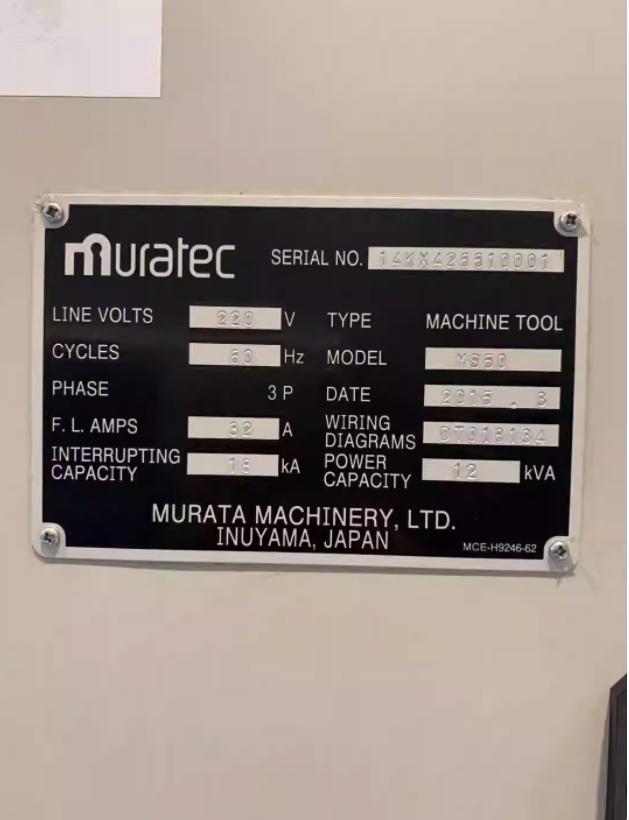 muratec
SERIAL NO.
LINE VOLTS 220 V
TYPE MACHINE TOOL
CYCLES 60 Hz
MODEL MS50
PHASE 3 P
DATE 2015 . 3
F. L. AMPS 32 A
WIRING
DIAGRAMS CT018134
INTERRUPTING
CAPACITY 18 kA
POWER
CAPACITY 12 kVA
MURATA MACHINERY, LTD.
INUYAMA, JAPAN
MCE-H9246-62